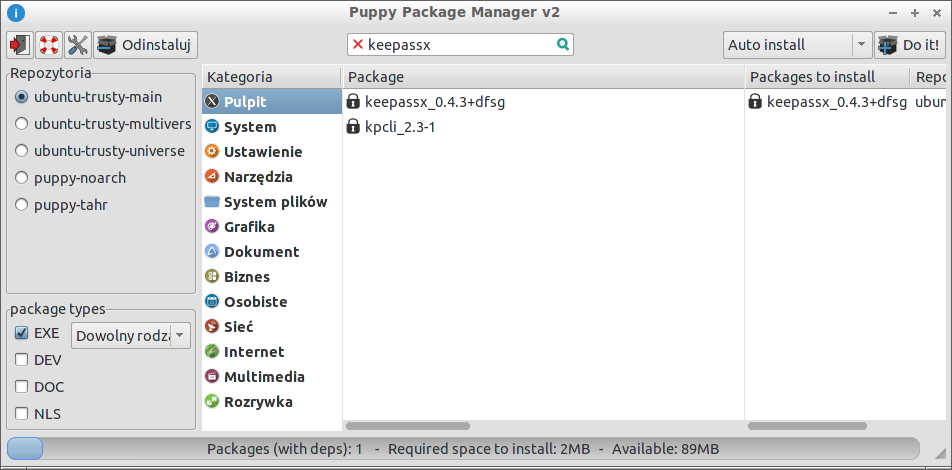 Puppy Package Manager v2
Odinstaluj
keepassx
Auto install
Do it!
Repozytoria
ubuntu-trusty-main
ubuntu-trusty-multivers
ubuntu-trusty-universe
puppy-noarch
puppy-tahr
package types
EXE
Dowolny rodza
DEV
DOC
NLS
Kategoria
Pulpit
System
Ustawienie
Narzędzia
System plików
Grafika
Dokument
Biznes
Osobiste
Sieć
Internet
Multimedia
Rozrywka
Package
keepassx_0.4.3+dfsg
kpcli_2.3-1
Packages to install
Repo
keepassx_0.4.3+dfsg
ubun
Packages (with deps): 1 - Required space to install: 2MB - Available: 89MB